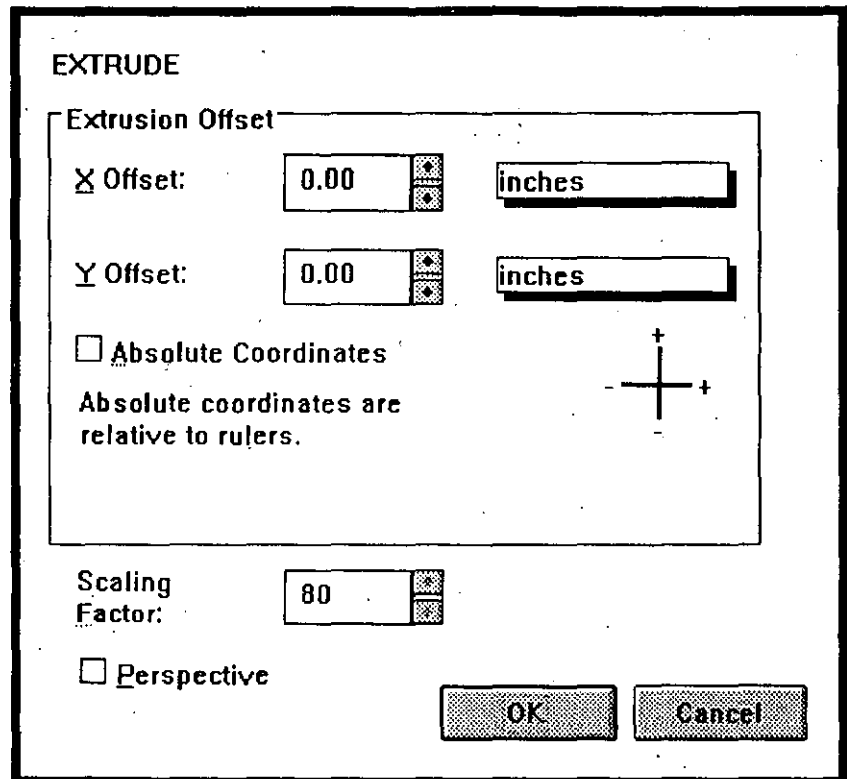 EXTRUDE
Extrusion Offset
X Offset: 0.00 inches
Y Offset: 0.00 inches
Absolute Coordinates
Absolute coordinates are
relative to rulers.
+
- +
-
Scaling
Factor: 80
Perspective
OK Cancel